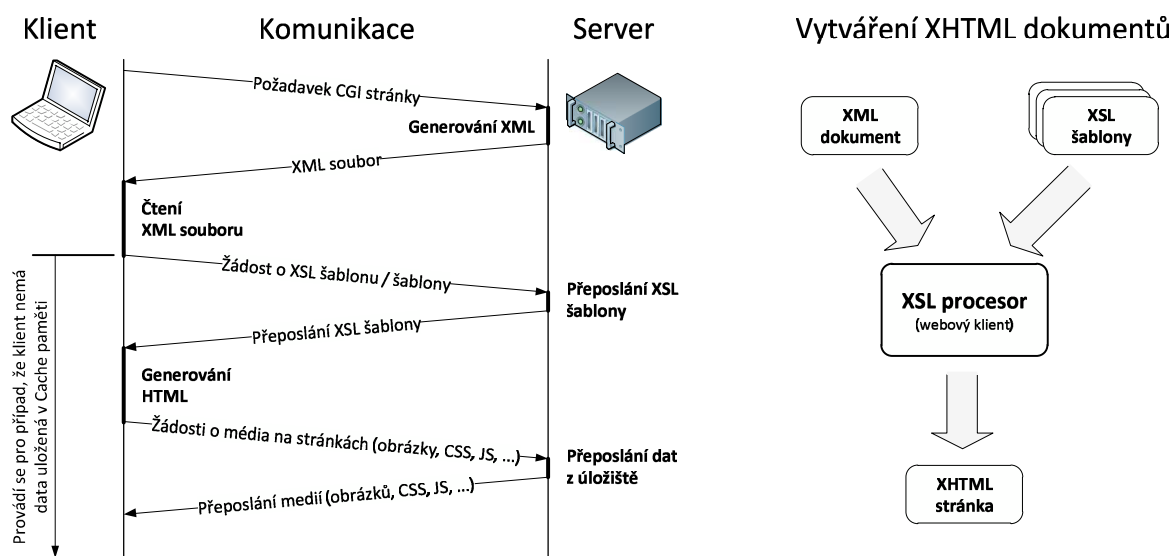 Klient
Komunikace
Server
Požadavek CGI stránky
Generování XML
XML soubor
Čtení
XML souboru
Žádost o XSL šablonu / šablony
Přeposlání XSL
šablony
Přeposlání XSL šablony
Generování
HTML
Žádosti o média na stránkách (obrázky, CSS, JS, ...)
Přeposlání dat
z úložiště
Přeposlání medií (obrázků, CSS, JS, ...)
Provádí se pro případ, že klient nemá
data uložená v Cache paměti
Vytváření XHTML dokumentů
XML
dokument
XSL
šablony
XSL procesor
(webový klient)
XHTML
stránka